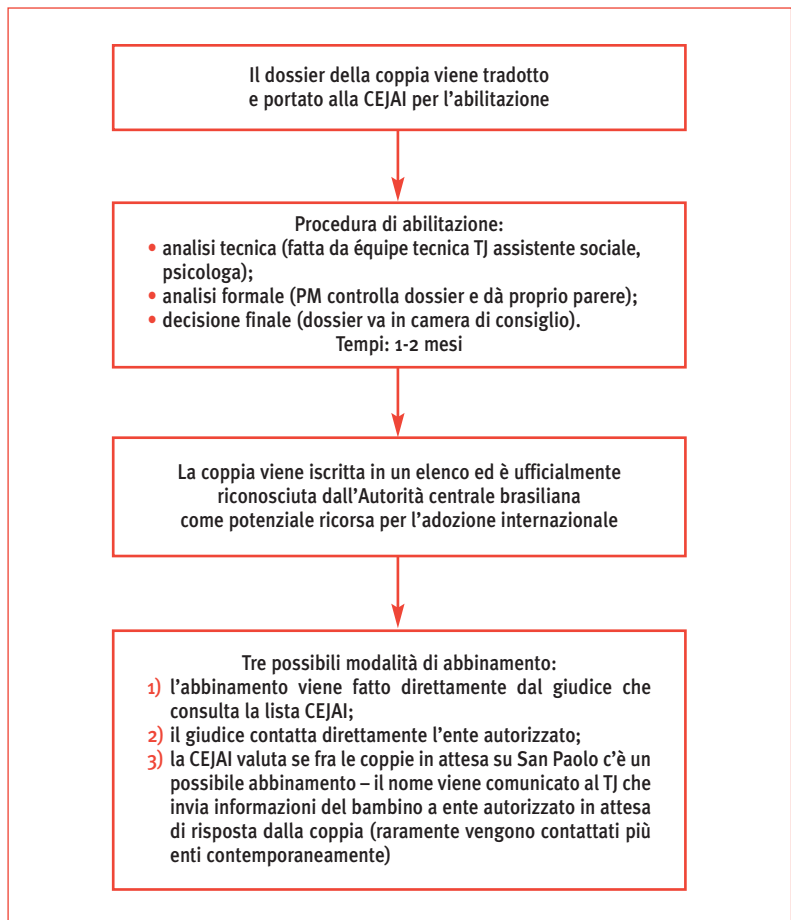 Il dossier della coppia viene tradotto
e portato alla CEJAI per l'abilitazione
Procedura di abilitazione:
• analisi tecnica (fatta da équipe tecnica TJ assistente sociale,
psicologa);
• analisi formale (PM controlla dossier e dà proprio parere);
• decisione finale (dossier va in camera di consiglio).
Tempi: 1-2 mesi
La coppia viene iscritta in un elenco ed è ufficialmente
riconosciuta dall'Autorità centrale brasiliana
come potenziale ricorsa per l'adozione internazionale
Tre possibili modalità di abbinamento:
1) l'abbinamento viene fatto direttamente dal giudice che
consulta la lista CEJAI;
2) il giudice contatta direttamente l'ente autorizzato;
3) la CEJAI valuta se fra le coppie in attesa su San Paolo c'è un
possibile abbinamento – il nome viene comunicato al TJ che
invia informazioni del bambino a ente autorizzato in attesa
di risposta dalla coppia (raramente vengono contattati più
enti contemporaneamente)